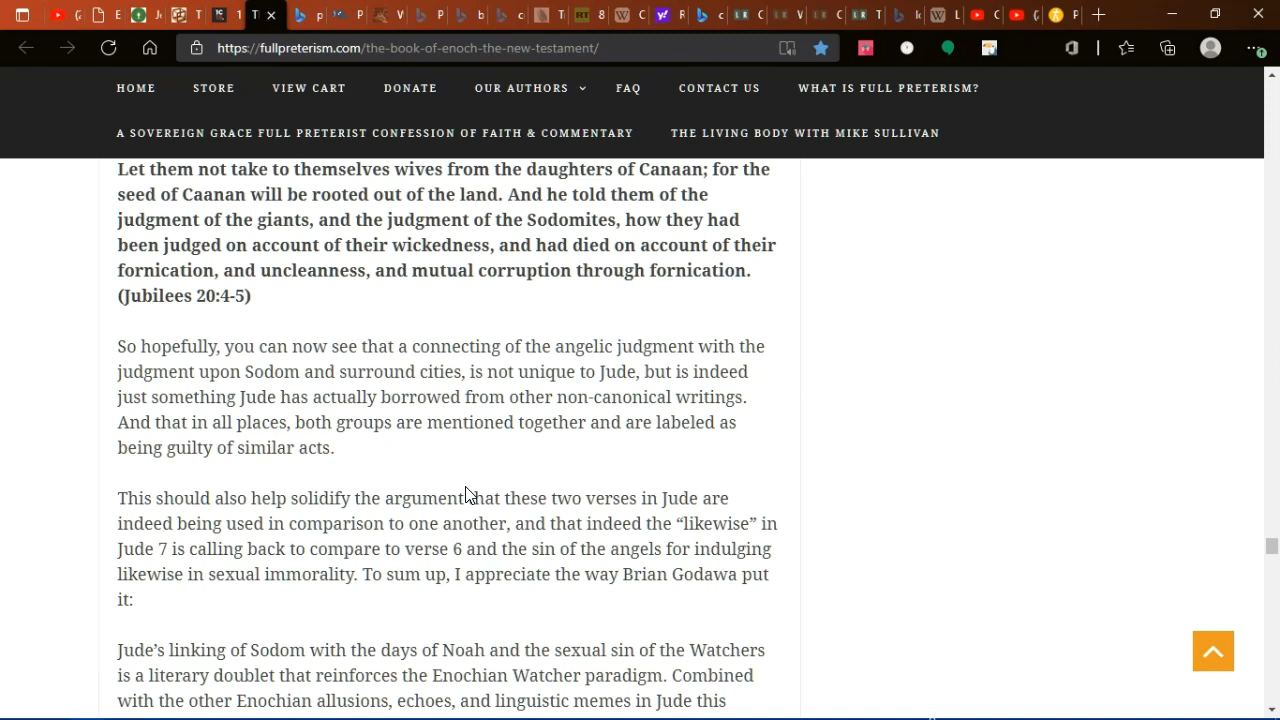 https://fullpreterism.com/the-book-of-enoch-the-new-testament/
HOME STORE VIEW CART DONATE OUR AUTHORS FAQ CONTACT US WHAT IS FULL PRETERISM?
A SOVEREIGN GRACE FULL PRETERIST CONFESSION OF FAITH & COMMENTARY THE LIVING BODY WITH MIKE SULLIVAN
Let them not take to themselves wives from the daughters of Canaan; for the
seed of Caanan will be rooted out of the land. And he told them of the
judgment of the giants, and the judgment of the Sodomites, how they had
been judged on account of their wickedness, and had died on account of their
fornication, and uncleanness, and mutual corruption through fornication.
(Jubilees 20:4-5)
So hopefully, you can now see that a connecting of the angelic judgment with the
judgment upon Sodom and surround cities, is not unique to Jude, but is indeed
just something Jude has actually borrowed from other non-canonical writings.
And that in all places, both groups are mentioned together and are labeled as
being guilty of similar acts.
This should also help solidify the argument that these two verses in Jude are
indeed being used in comparison to one another, and that indeed the “likewise” in
Jude 7 is calling back to compare to verse 6 and the sin of the angels for indulging
likewise in sexual immorality. To sum up, I appreciate the way Brian Godawa put
it:
Jude’s linking of Sodom with the days of Noah and the sexual sin of the Watchers
is a literary doublet that reinforces the Enochian Watcher paradigm. Combined
with the other Enochian allusions, echoes, and linguistic memes in Jude this